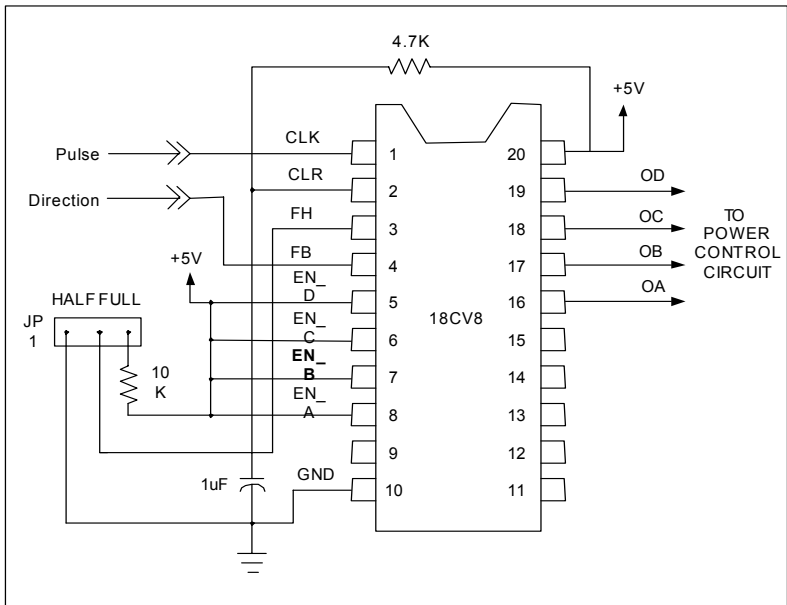 4.7K
+5V
Pulse
CLK
1
20
CLR
2
19
OD
Direction
FH
3
18
OC
TO
POWER
CONTROL
CIRCUIT
FB
4
17
OB
+5V
EN_
D
5
16
OA
HALF FULL
JP
1
EN_
C
6
18CV8
15
EN_
B
7
14
10
K
EN_
A
8
13
9
12
1uF
GND
10
11